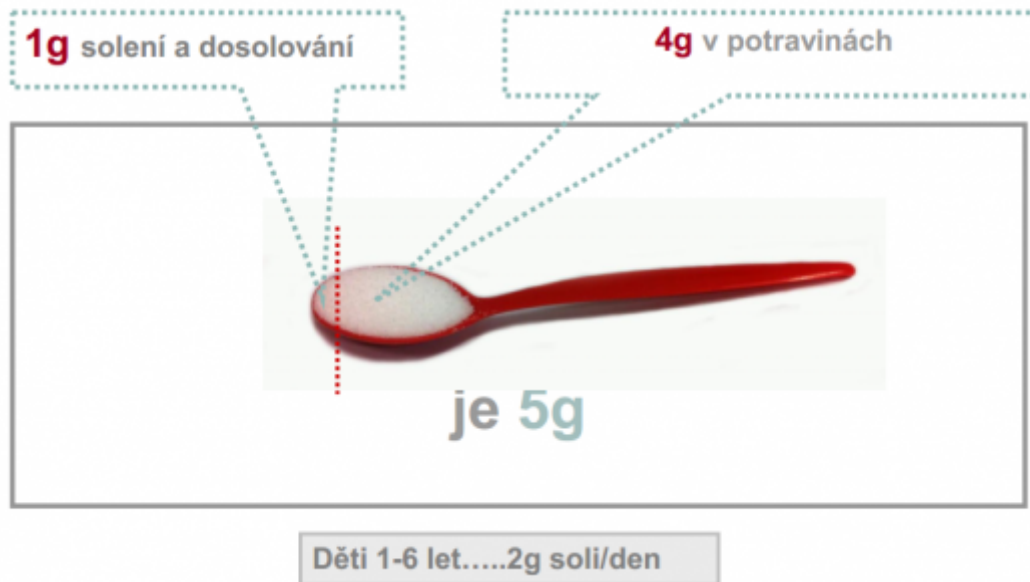 1g solení a dosolování
4g v potravinách
je 5g
Děti 1-6 let.....2g soli/den